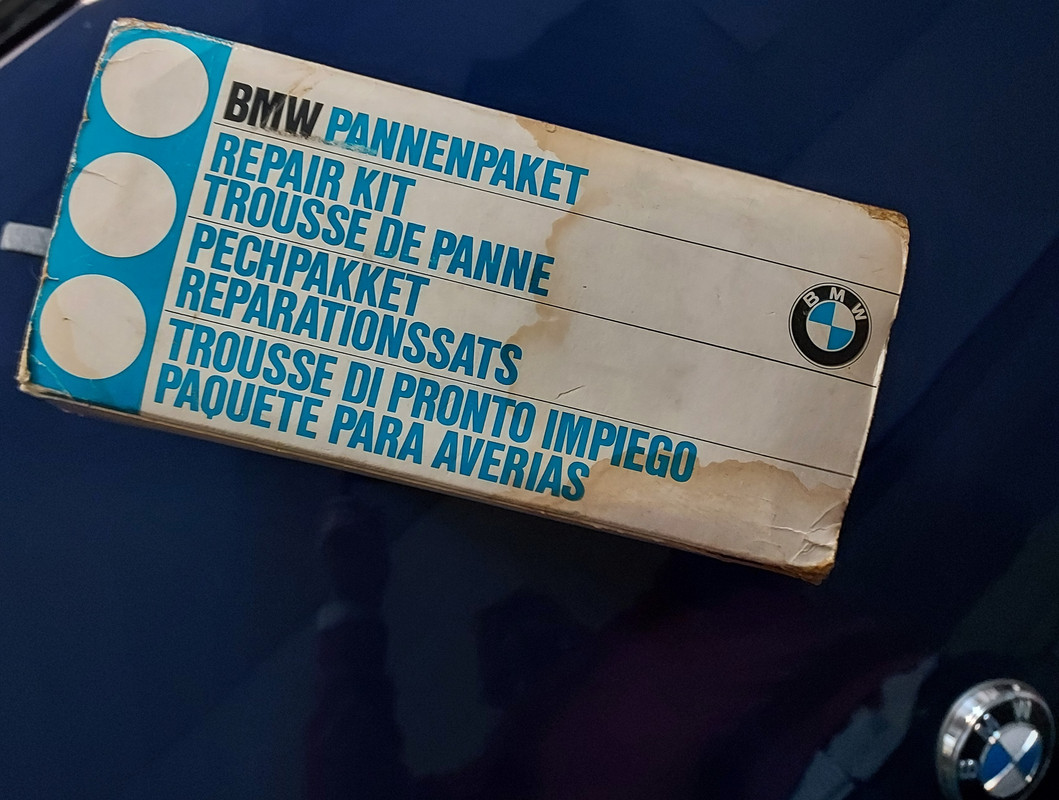 BMW PANNENPAKET
REPAIR KIT
TROUSSE DE PANNE
PECHPAKKET
REPARATIONSSATS
TROUSSE DI PRONTO IMPIEGO
PAQUETE PARA AVERIAS
BMW
BMW